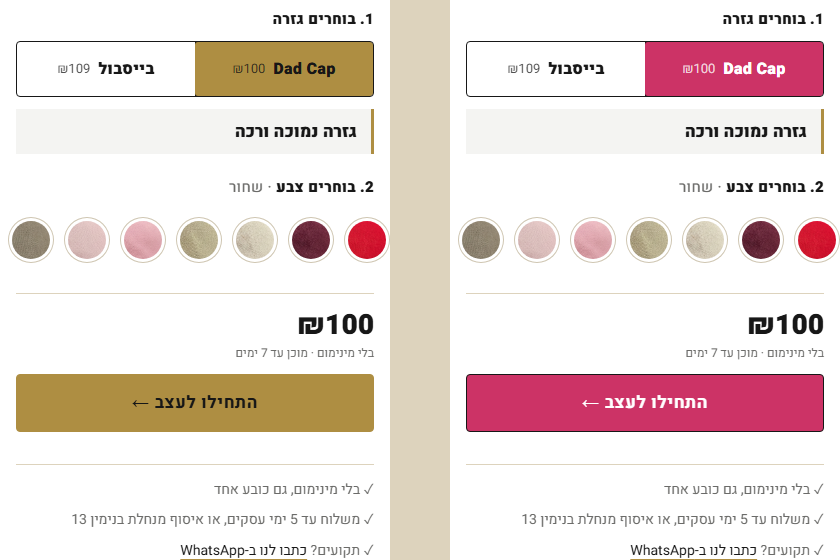 1. בוחרים גזרה
Dad Cap ₪100 בייסבול ₪109
גזרה נמוכה ורכה
2. בוחרים צבע · שחור
₪100
בלי מינימום · מוכן עד 7 ימים
התחילו לעצב ←
✓ בלי מינימום, גם כובע אחד
✓ משלוח עד 5 ימי עסקים, או איסוף מנחלת בנימין 13
✓ תקועים? כתבו לנו ב-WhatsApp
1. בוחרים גזרה
Dad Cap ₪100 בייסבול ₪109
גזרה נמוכה ורכה
2. בוחרים צבע · שחור
₪100
בלי מינימום · מוכן עד 7 ימים
התחילו לעצב ←
✓ בלי מינימום, גם כובע אחד
✓ משלוח עד 5 ימי עסקים, או איסוף מנחלת בנימין 13
✓ תקועים? כתבו לנו ב-WhatsApp